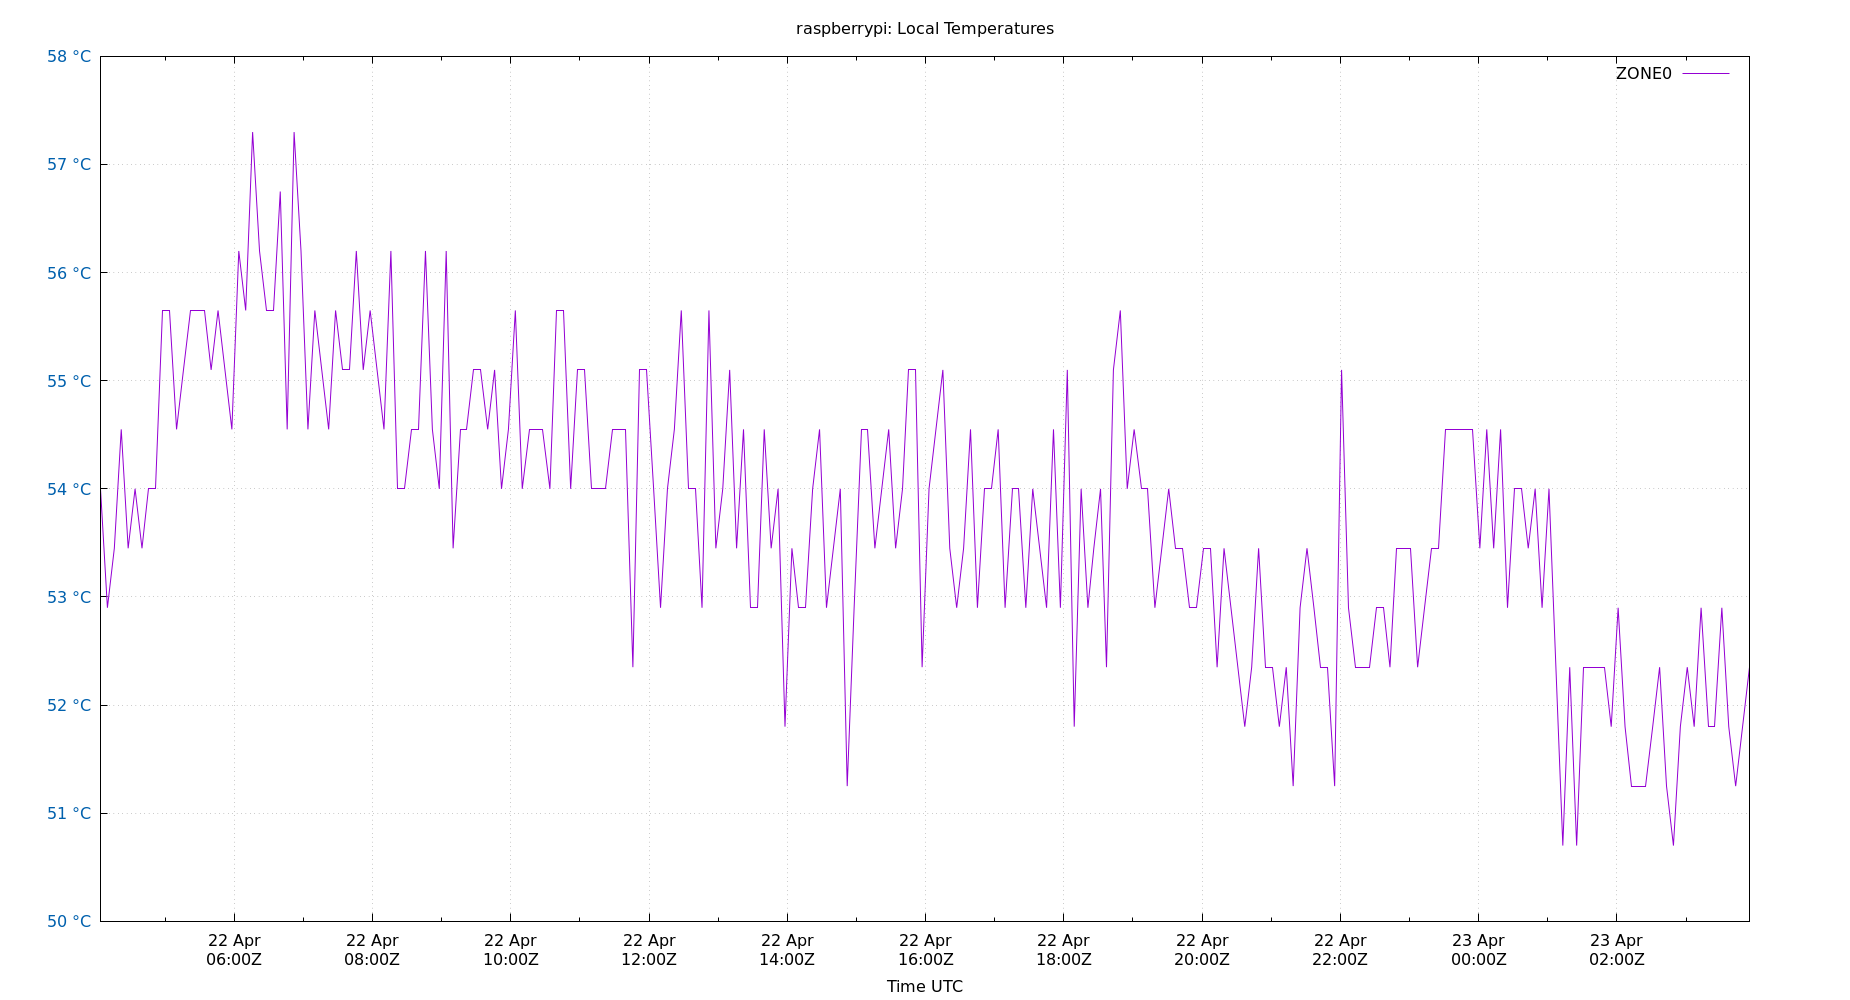 raspberrypi: Local Temperatures
58 °C
ZONE0
57 °C
56 °C
55 °C
54 °C
53 °C
52 °C
51 °C
50 °C
22 Apr 22 Apr 22 Apr 22 Apr 22 Apr 22 Apr 22 Apr 22 Apr 22 Apr 23 Apr 23 Apr
06:00Z 08:00Z 10:00Z 12:00Z 14:00Z 16:00Z 18:00Z 20:00Z 22:00Z 00:00Z 02:00Z
Time UTC